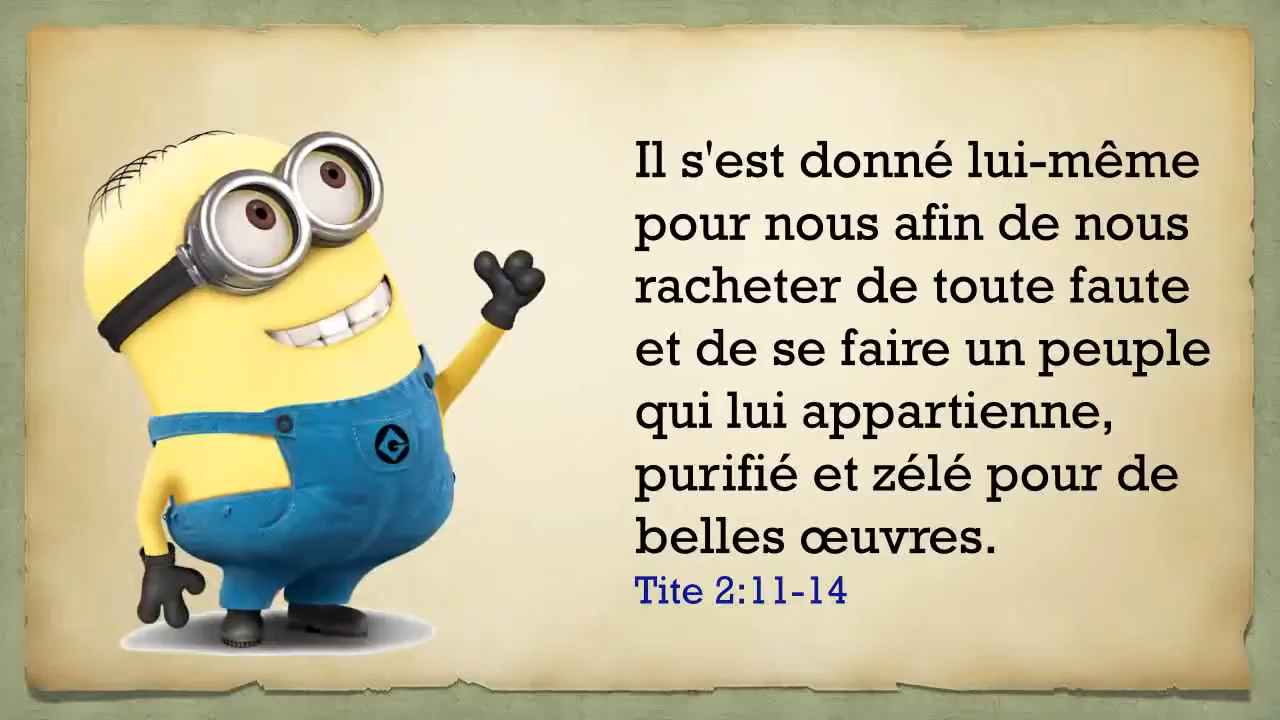 Il s'est donné lui-même
pour nous afin de nous
racheter de toute faute
et de se faire un peuple
qui lui appartienne,
purifié et zélé pour de
belles œuvres.
Tite 2:11-14